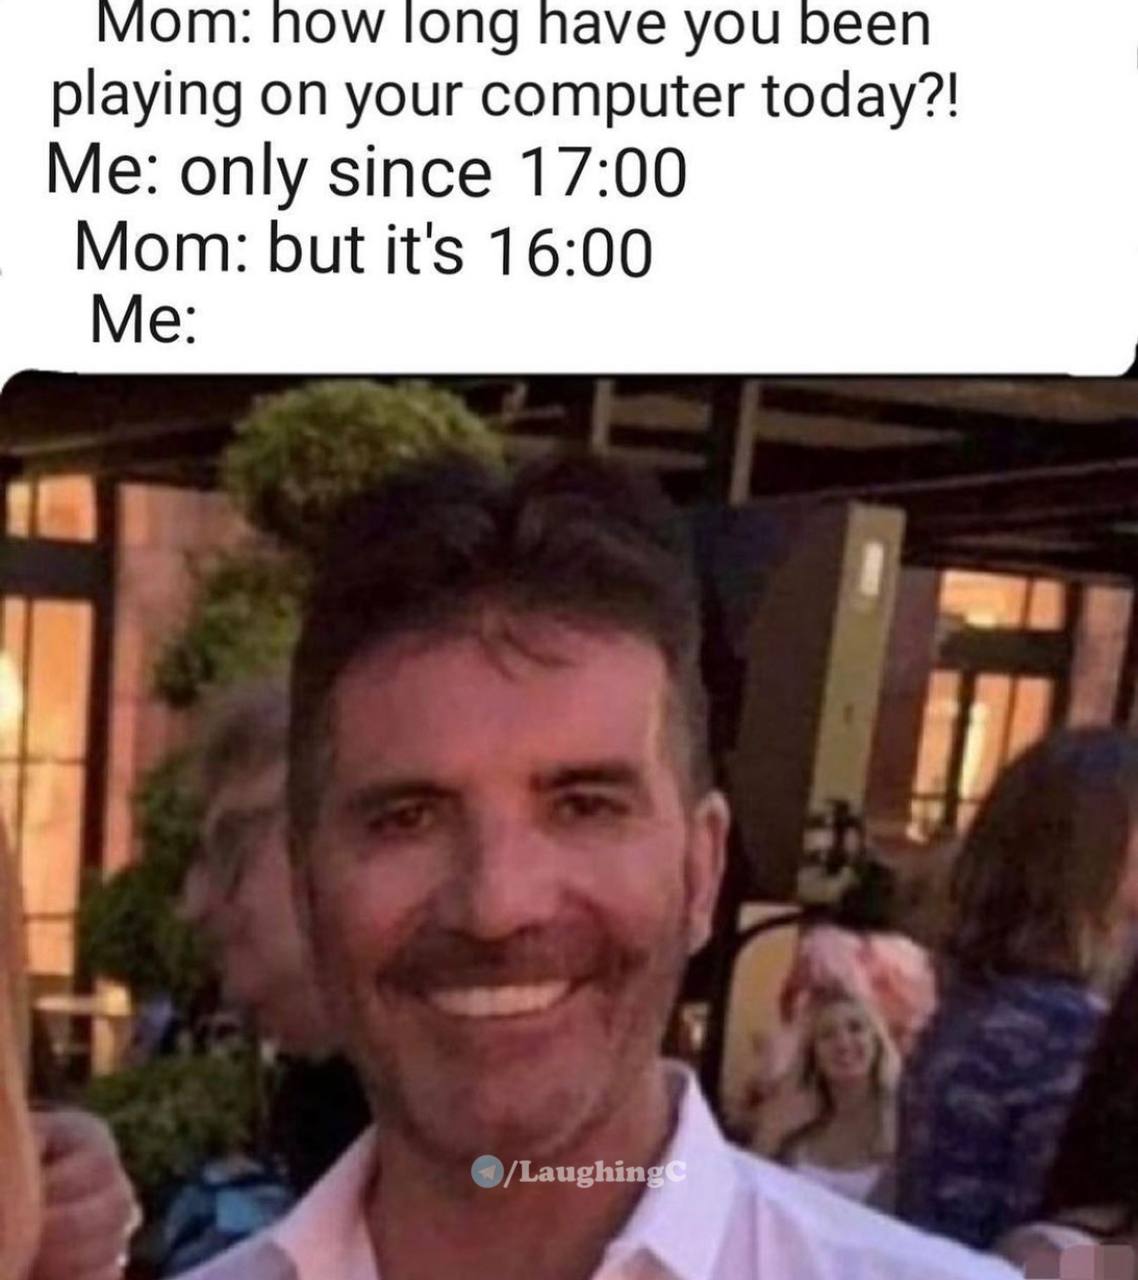 Mom: how long have you been
playing on your computer today?!
Me: only since 17:00
Mom: but it's 16:00
Me:
/LaughingC